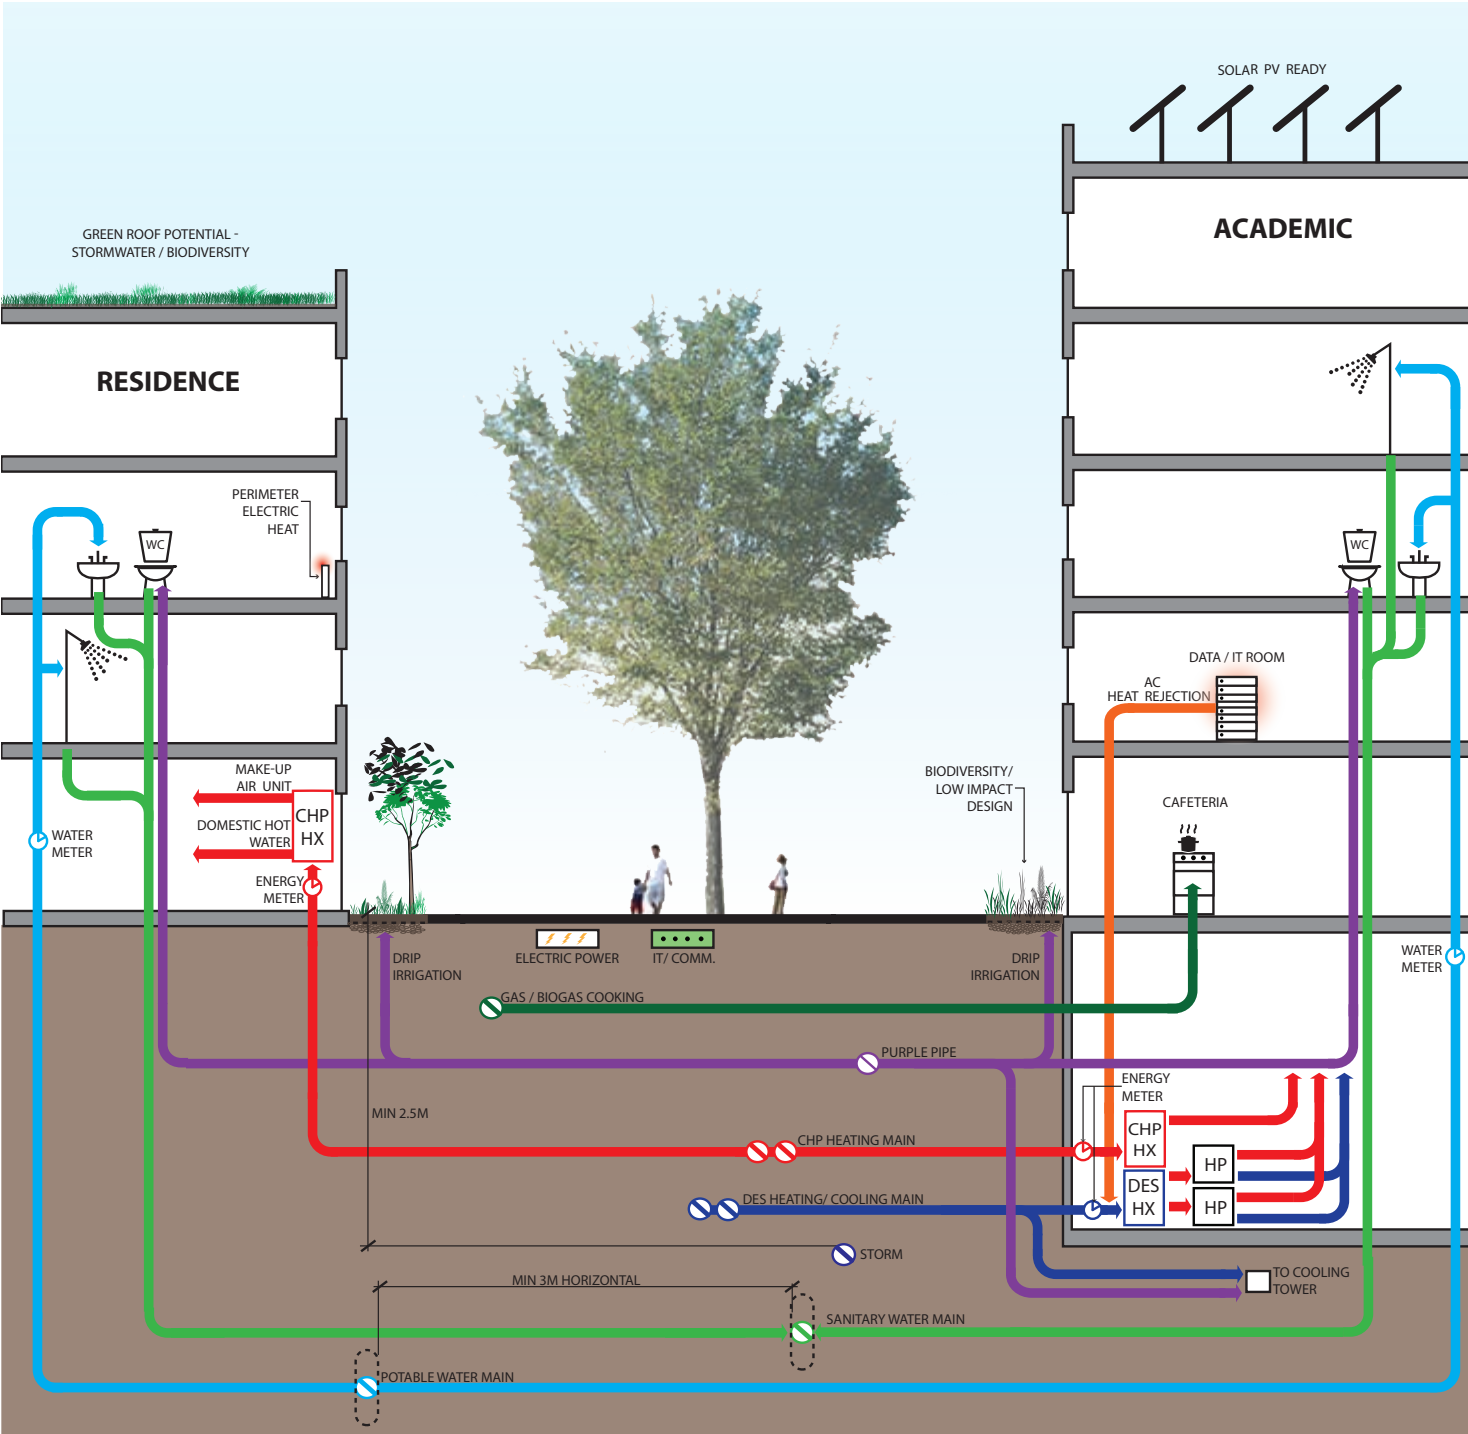 SOLAR PV READY
ACADEMIC
GREEN ROOF POTENTIAL -
STORMWATER / BIODIVERSITY
RESIDENCE
PERIMETER
ELECTRIC
HEAT
WC
WC
DATA / IT ROOM
AC
HEAT REJECTION
MAKE-UP
AIR UNIT
DOMESTIC HOT
WATER
CHP
HX
WATER
METER
ENERGY
METER
BIODIVERSITY/
LOW IMPACT
DESIGN
CAFETERIA
DRIP
IRRIGATION
ELECTRIC POWER
IT/ COMM.
DRIP
IRRIGATION
WATER
METER
GAS / BIOGAS COOKING
PURPLE PIPE
ENERGY
METER
MIN 2.5M
CHP HEATING MAIN
CHP
HX
HP
DES HEATING/ COOLING MAIN
DES
HX
HP
STORM
MIN 3M HORIZONTAL
TO COOLING
TOWER
SANITARY WATER MAIN
POTABLE WATER MAIN